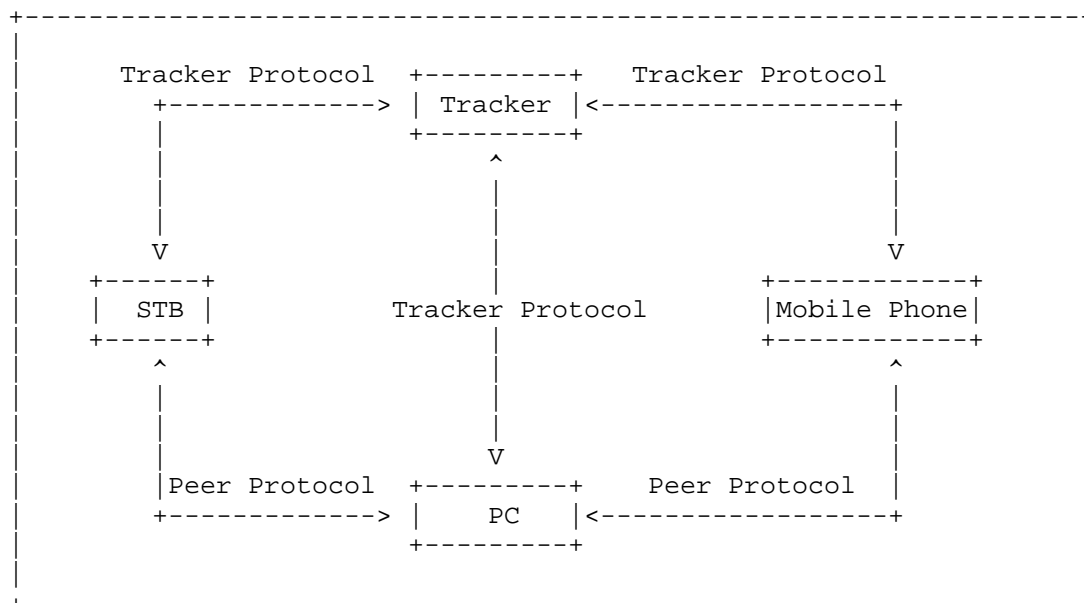 Tracker Protocol Tracker Protocol
Tracker
V V
STB Tracker Protocol Mobile Phone
V
Peer Protocol Peer Protocol
PC